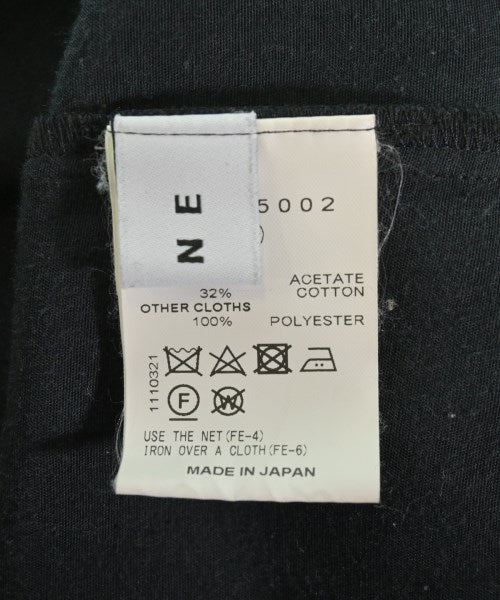 NE
5002
ACETATE
32% COTTON
OTHER CLOTHS
100% POLYESTER
1110321
F W
USE THE NET(FE-4)
IRON OVER A CLOTH(FE-6)
MADE IN JAPAN